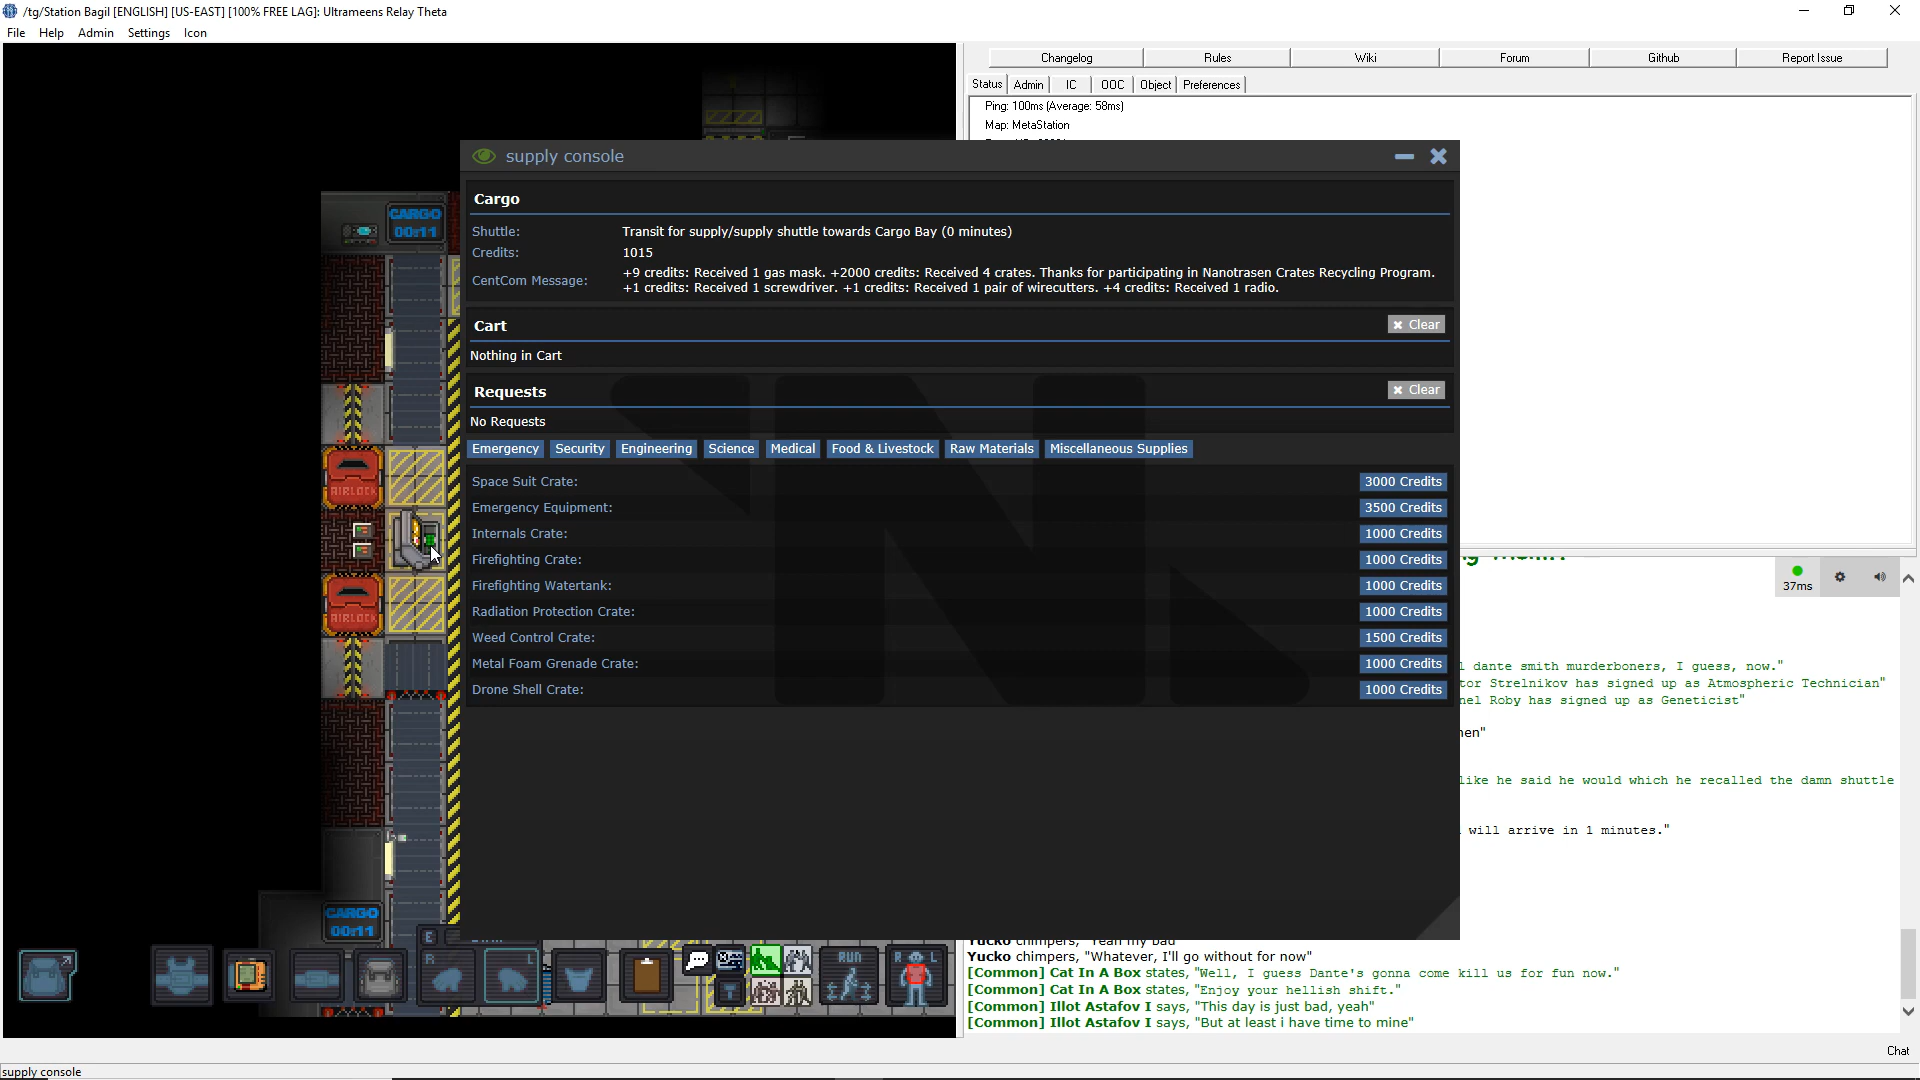 /tg/Station Bagil [ENGLISH] [US-EAST] [100% FREE LAG]: Ultrameens Relay Theta
File Help Admin Settings Icon
Changelog Rules Wiki Forum Github Report Issue
Status Admin IC OOC Object Preferences
Ping: 100ms (Average: 58ms)
Map: MetaStation
supply console
Cargo
Shuttle: Transit for supply/supply shuttle towards Cargo Bay (0 minutes)
Credits: 1015
CentCom Message: +9 credits: Received 1 gas mask. +2000 credits: Received 4 crates. Thanks for participating in Nanotrasen Crates Recycling Program.
+1 credits: Received 1 screwdriver. +1 credits: Received 1 pair of wirecutters. +4 credits: Received 1 radio.
Cart Clear
Nothing in Cart
Requests Clear
No Requests
Emergency Security Engineering Science Medical Food & Livestock Raw Materials Miscellaneous Supplies
Space Suit Crate: 3000 Credits
Emergency Equipment: 3500 Credits
Internals Crate: 1000 Credits
Firefighting Crate: 1000 Credits
Firefighting Watertank: 1000 Credits
Radiation Protection Crate: 1000 Credits
Weed Control Crate: 1500 Credits
Metal Foam Grenade Crate: 1000 Credits
Drone Shell Crate: 1000 Credits
CARGO
00:11
AIRLOCK
AIRLOCK
CARGO
00:11
37ms
dante smith murderboners, I guess, now."
tor Strelnikov has signed up as Atmospheric Technician"
nel Roby has signed up as Geneticist"
hen"
like he said he would which he recalled the damn shuttle
will arrive in 1 minutes."
Yucko chimpers, "Yeah my bad"
Yucko chimpers, "Whatever, I'll go without for now"
[Common] Cat In A Box states, "Well, I guess Dante's gonna come kill us for fun now."
[Common] Cat In A Box states, "Enjoy your hellish shift."
[Common] Illot Astafov I says, "This day is just bad, yeah"
[Common] Illot Astafov I says, "But at least i have time to mine"
E
R L
RUN
R L
Chat
supply console